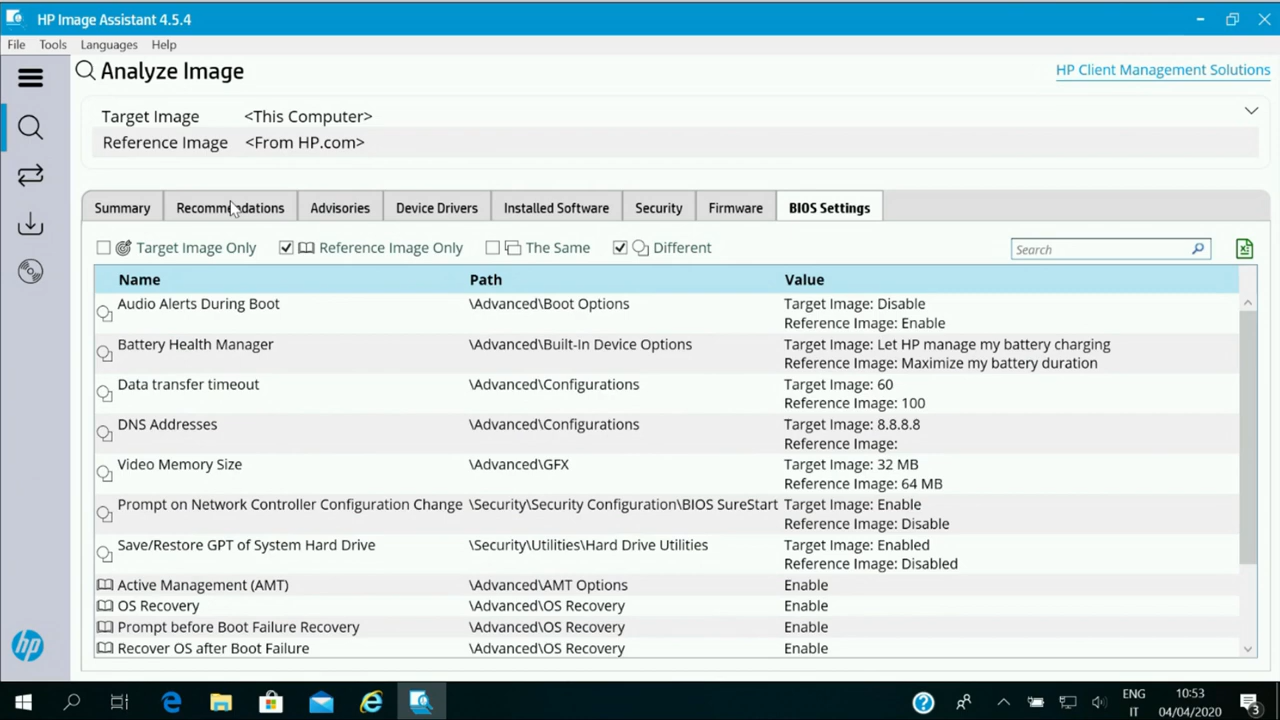 HP Image Assistant 4.5.4
File Tools Languages Help
Analyze Image
HP Client Management Solutions
Target Image <This Computer>
Reference Image <From HP.com>
Summary Recommendations Advisories Device Drivers Installed Software Security Firmware BIOS Settings
Target Image Only Reference Image Only The Same Different Search
Name Path Value
Audio Alerts During Boot \Advanced\Boot Options Target Image: Disable
Reference Image: Enable
Battery Health Manager \Advanced\Built-In Device Options Target Image: Let HP manage my battery charging
Reference Image: Maximize my battery duration
Data transfer timeout \Advanced\Configurations Target Image: 60
Reference Image: 100
DNS Addresses \Advanced\Configurations Target Image: 8.8.8.8
Reference Image:
Video Memory Size \Advanced\GFX Target Image: 32 MB
Reference Image: 64 MB
Prompt on Network Controller Configuration Change \Security\Security Configuration\BIOS SureStart Target Image: Enable
Reference Image: Disable
Save/Restore GPT of System Hard Drive \Security\Utilities\Hard Drive Utilities Target Image: Enabled
Reference Image: Disabled
Active Management (AMT) \Advanced\AMT Options Enable
OS Recovery \Advanced\OS Recovery Enable
Prompt before Boot Failure Recovery \Advanced\OS Recovery Enable
Recover OS after Boot Failure \Advanced\OS Recovery Enable
hp
ENG 10:53
IT 04/04/2020 3